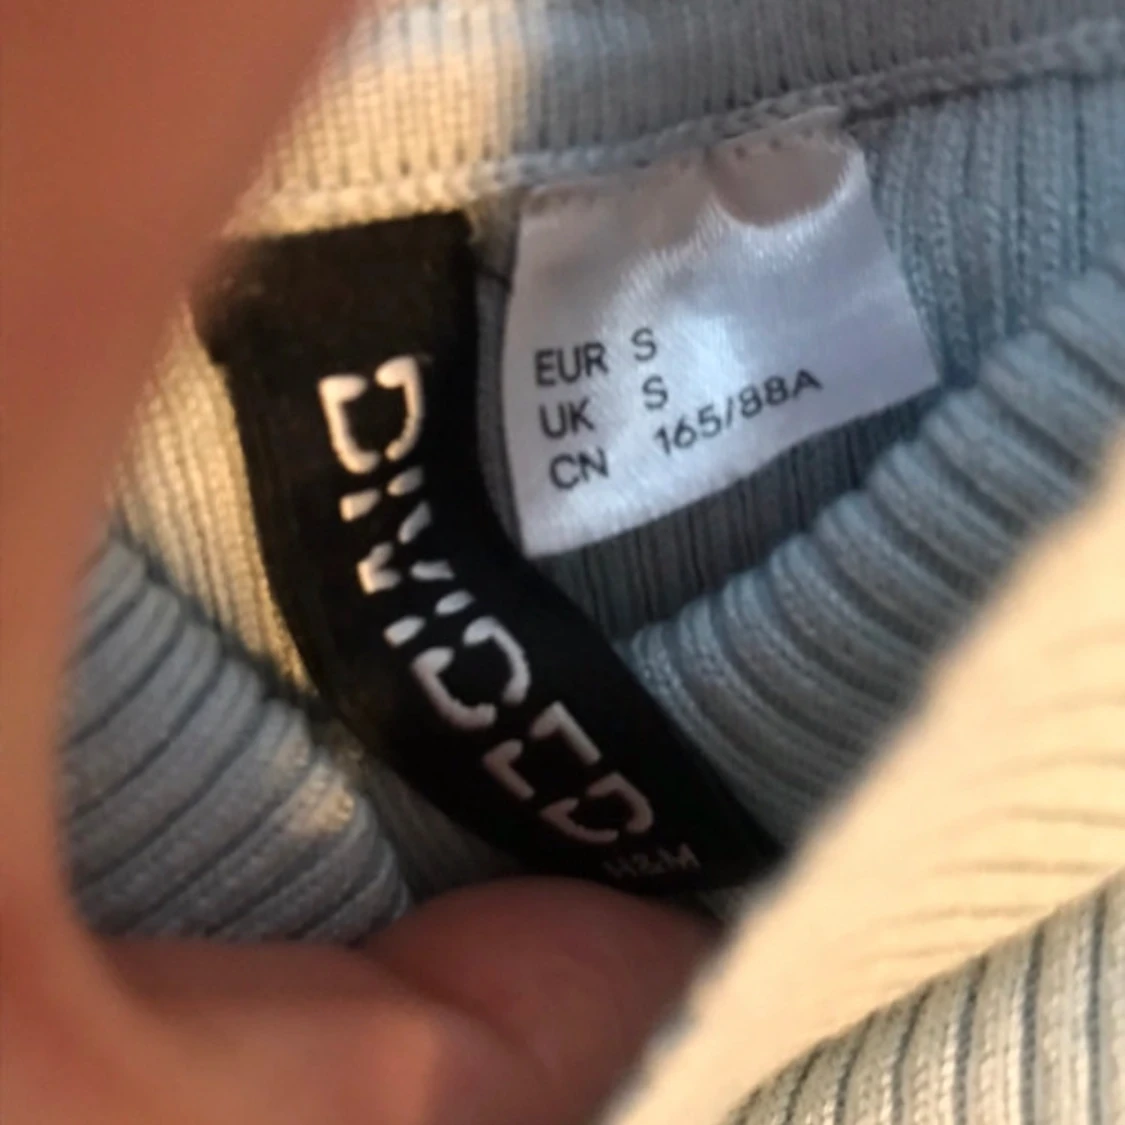 DIVIDED
H&M
EUR S
UK S
CN 165/88A